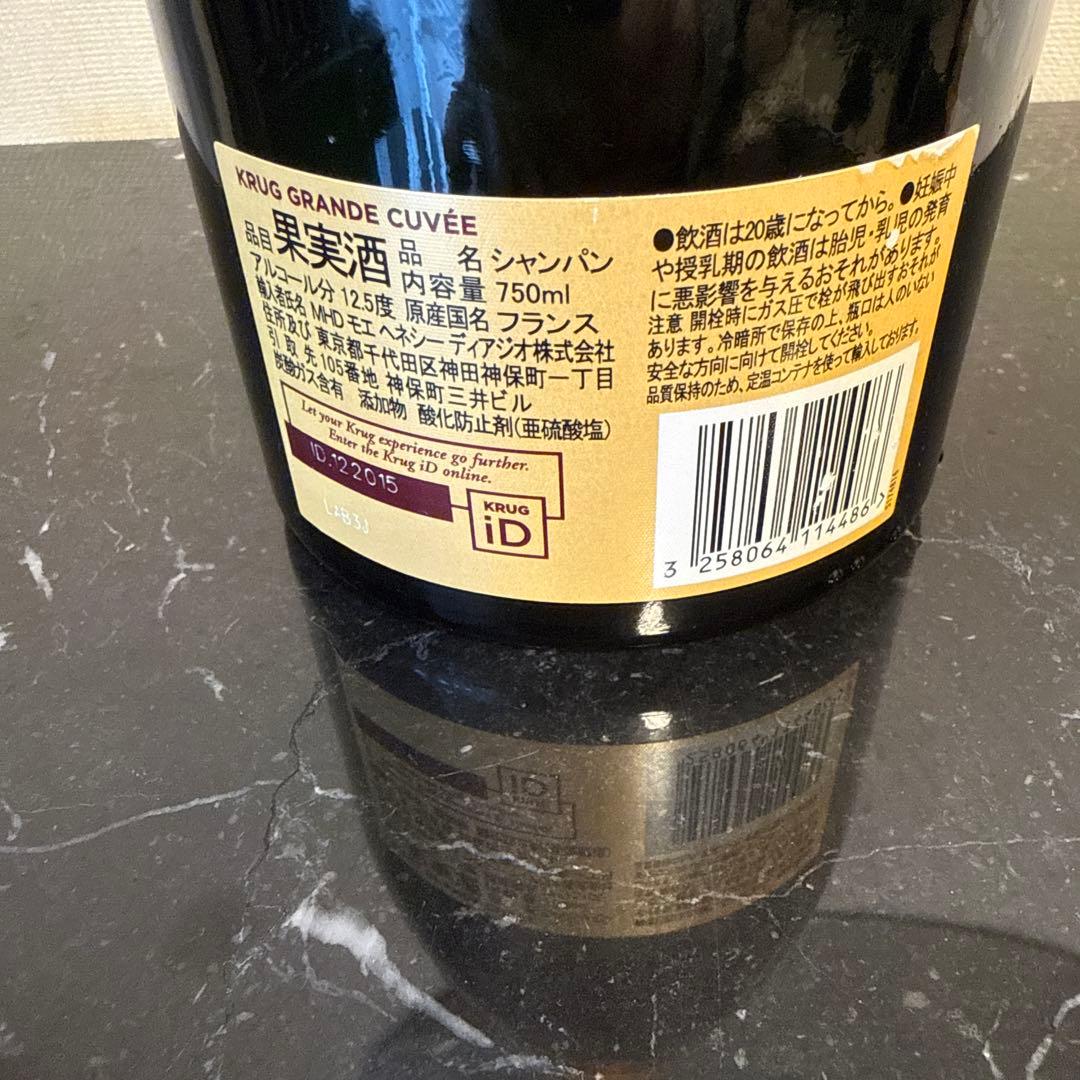 KRUG GRANDE CUVÉE
品目 果実酒 品 名 シャンパン
内容量 750ml
アルコール分 12.5度 原産国名 フランス
輸入者氏名 MHD モエ ヘネシー ディアジオ株式会社
住所及び 東京都千代田区神田神保町一丁目
引 取 先 105番地 神保町三井ビル
炭酸ガス含有 添加物 酸化防止剤(亜硫酸塩)
Let your Krug experience go further.
Enter the Krug iD online.
ID.122015
KRUG
iD
●飲酒は20歳になってから。●妊娠中
や授乳期の飲酒は胎児・乳児の発育
に悪影響を与えるおそれがあります。
注意 開栓時にガス圧で栓が飛び出すおそれが
あります。冷暗所で保存の上、瓶口は人のいない
安全な方向に向けて開栓してください。
品質保持のため、定温コンテナを使って輸入しております。
3 258064 114486 >